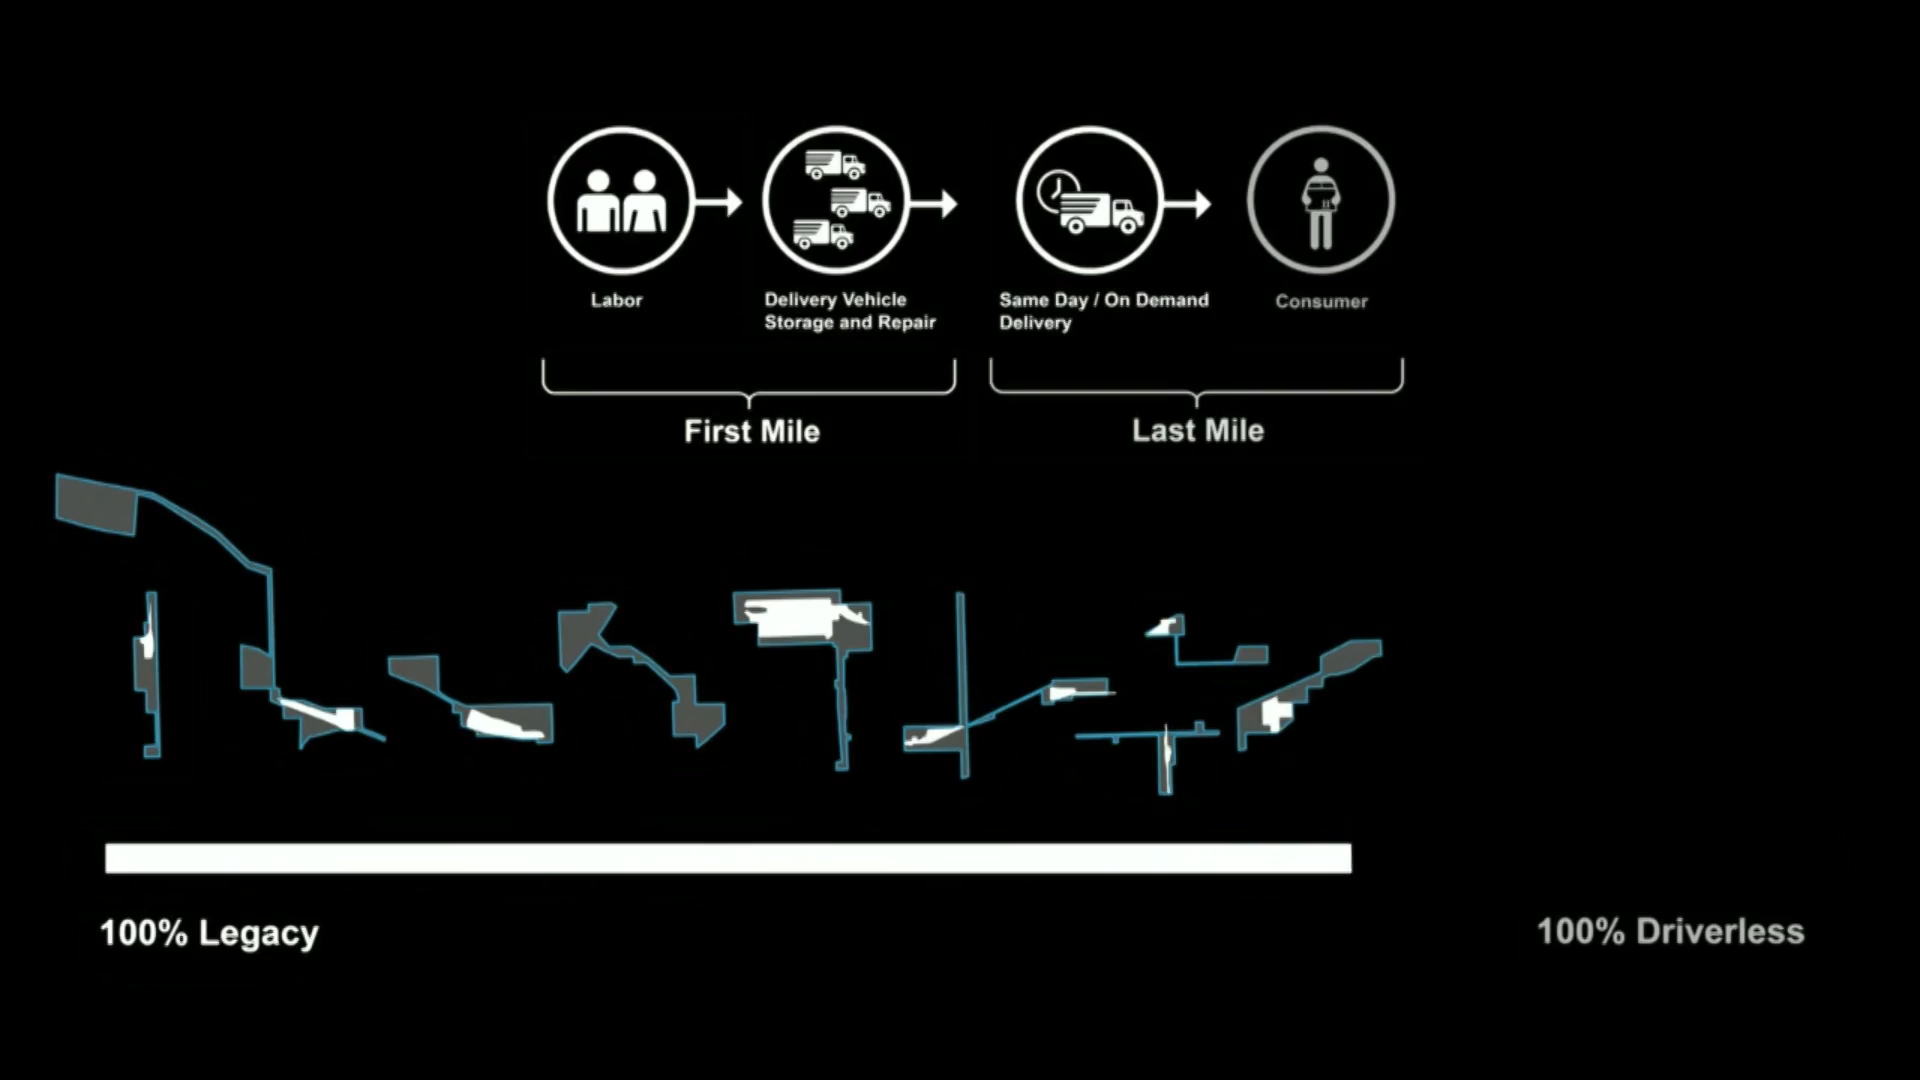 Labor
Delivery Vehicle
Storage and Repair
Same Day / On Demand
Delivery
Consumer
First Mile
Last Mile
100% Legacy
100% Driverless